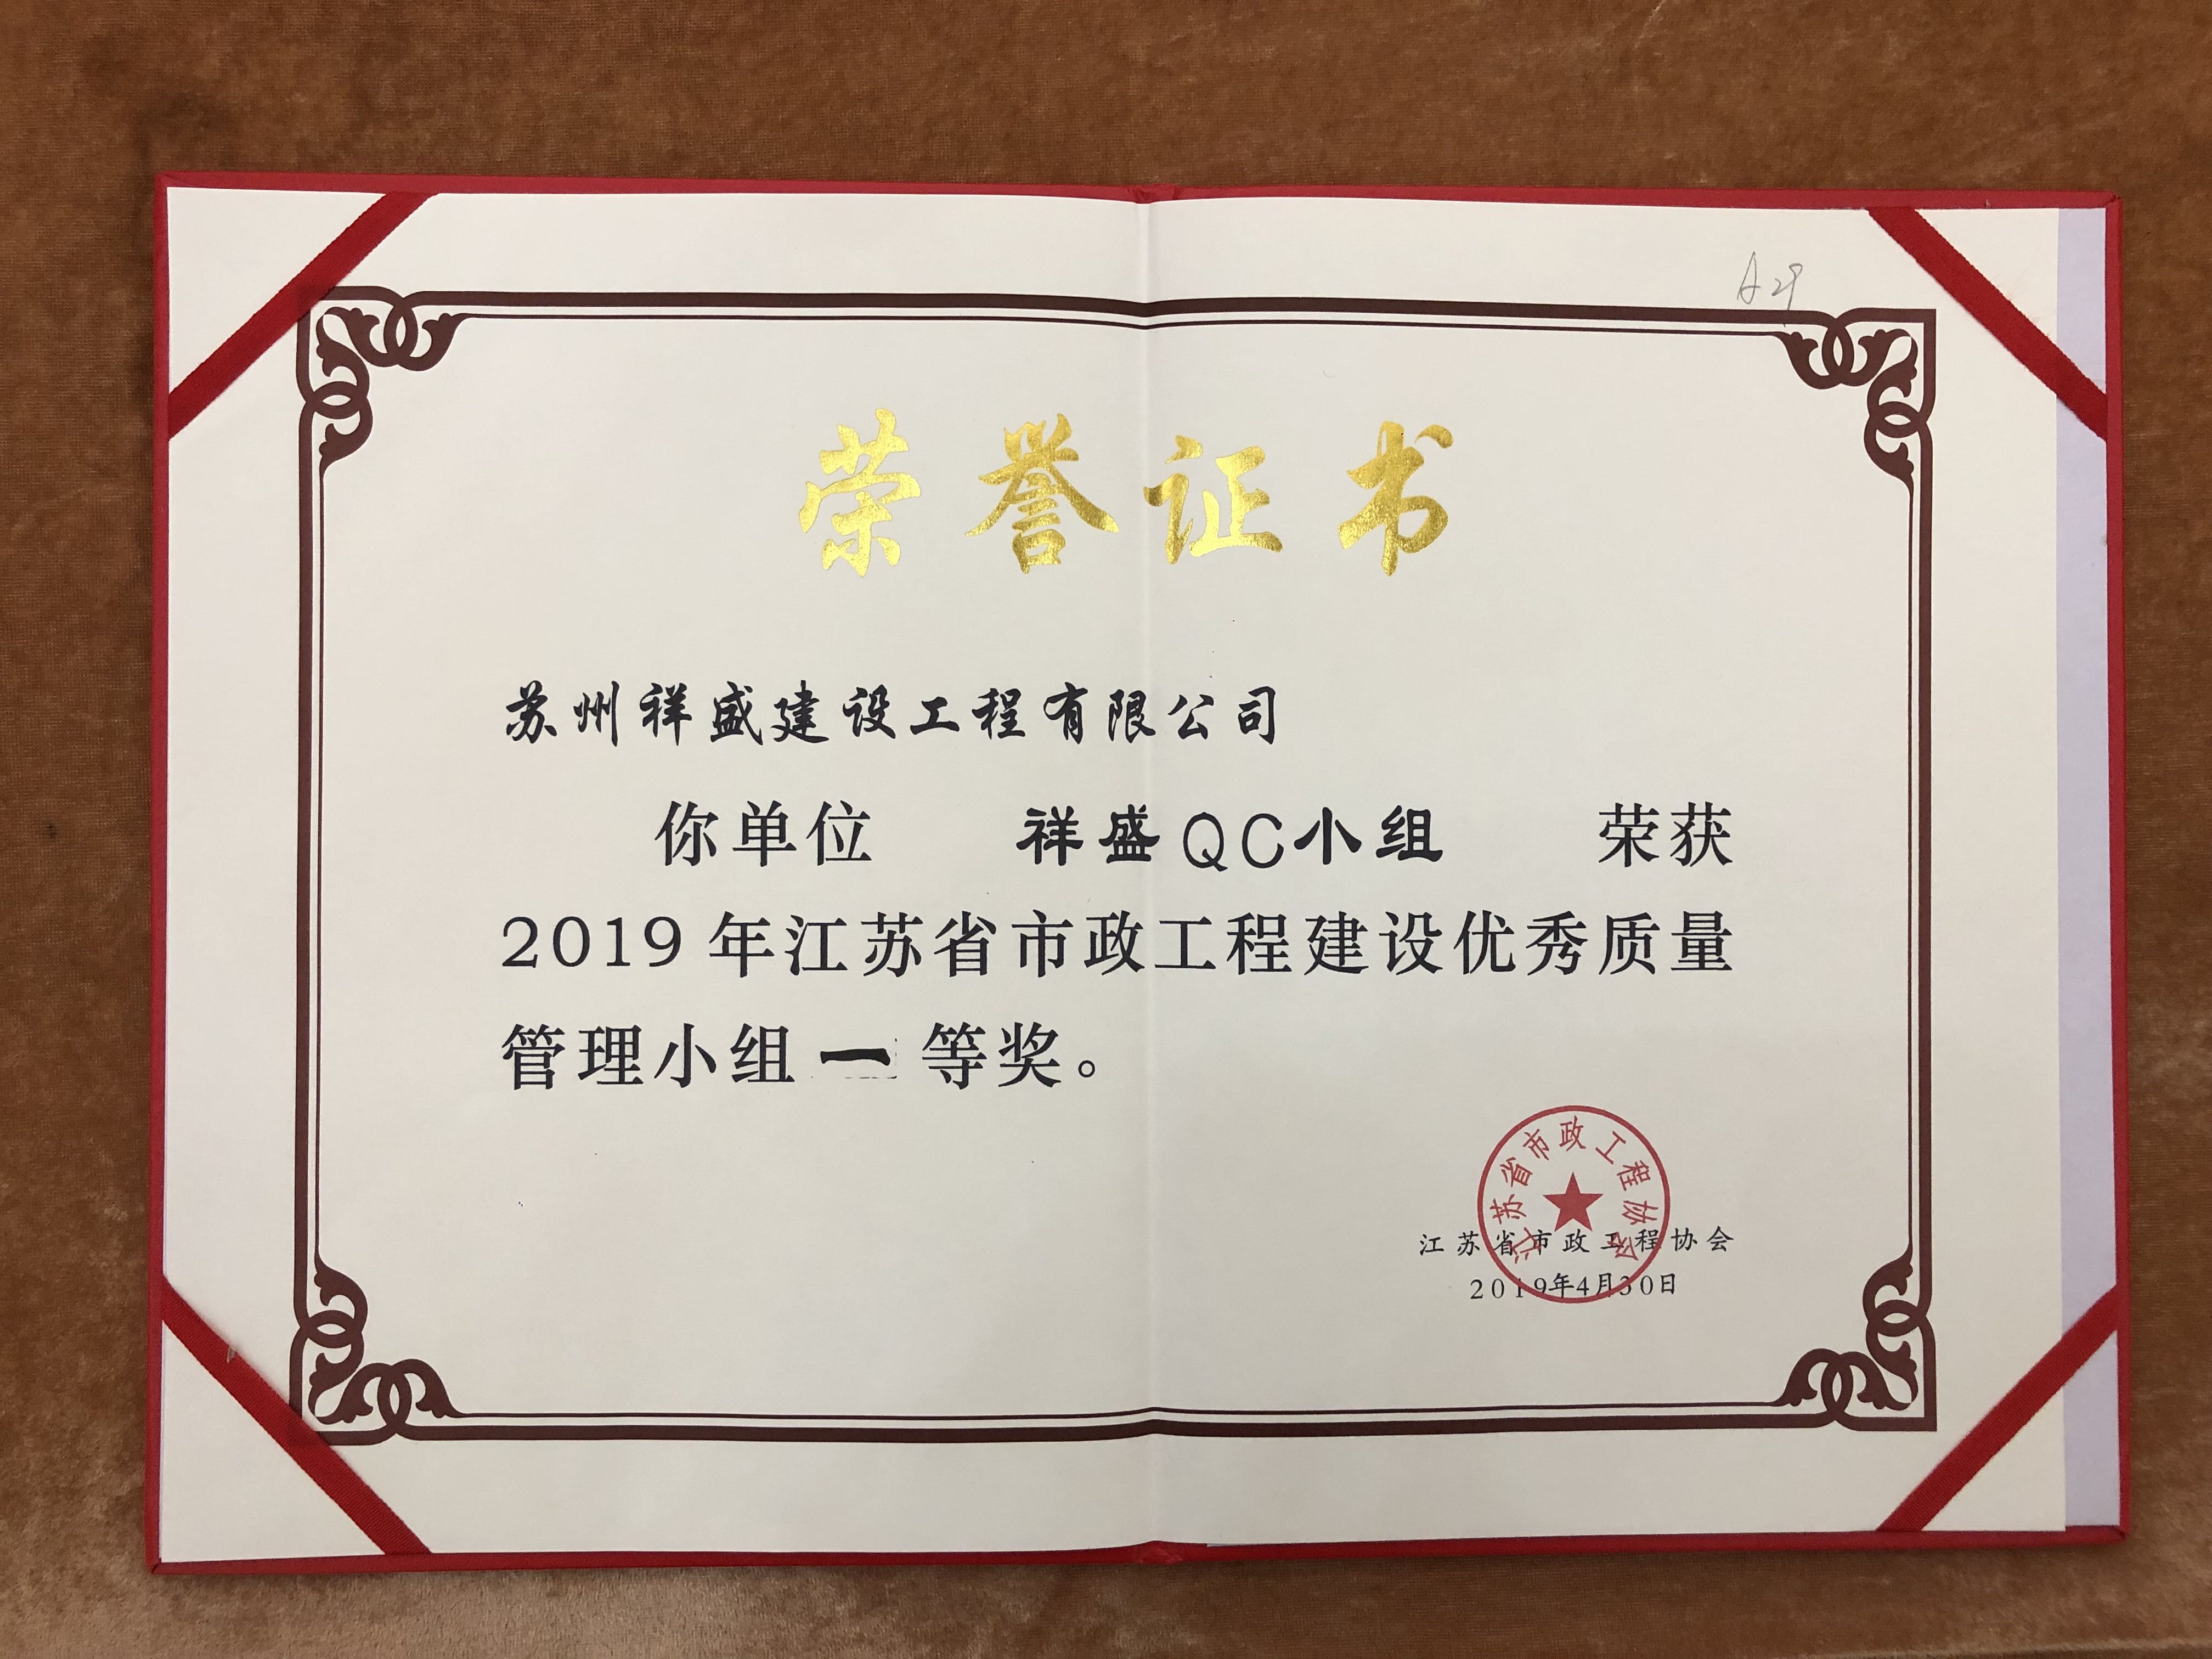 A29
荣誉证书
苏州祥盛建设工程有限公司
你单位 祥盛QC小组 荣获
2019年江苏省市政工程建设优秀质量
管理小组一等奖。
江苏省市政工程协会
江苏省市政工程协会
2019年4月30日